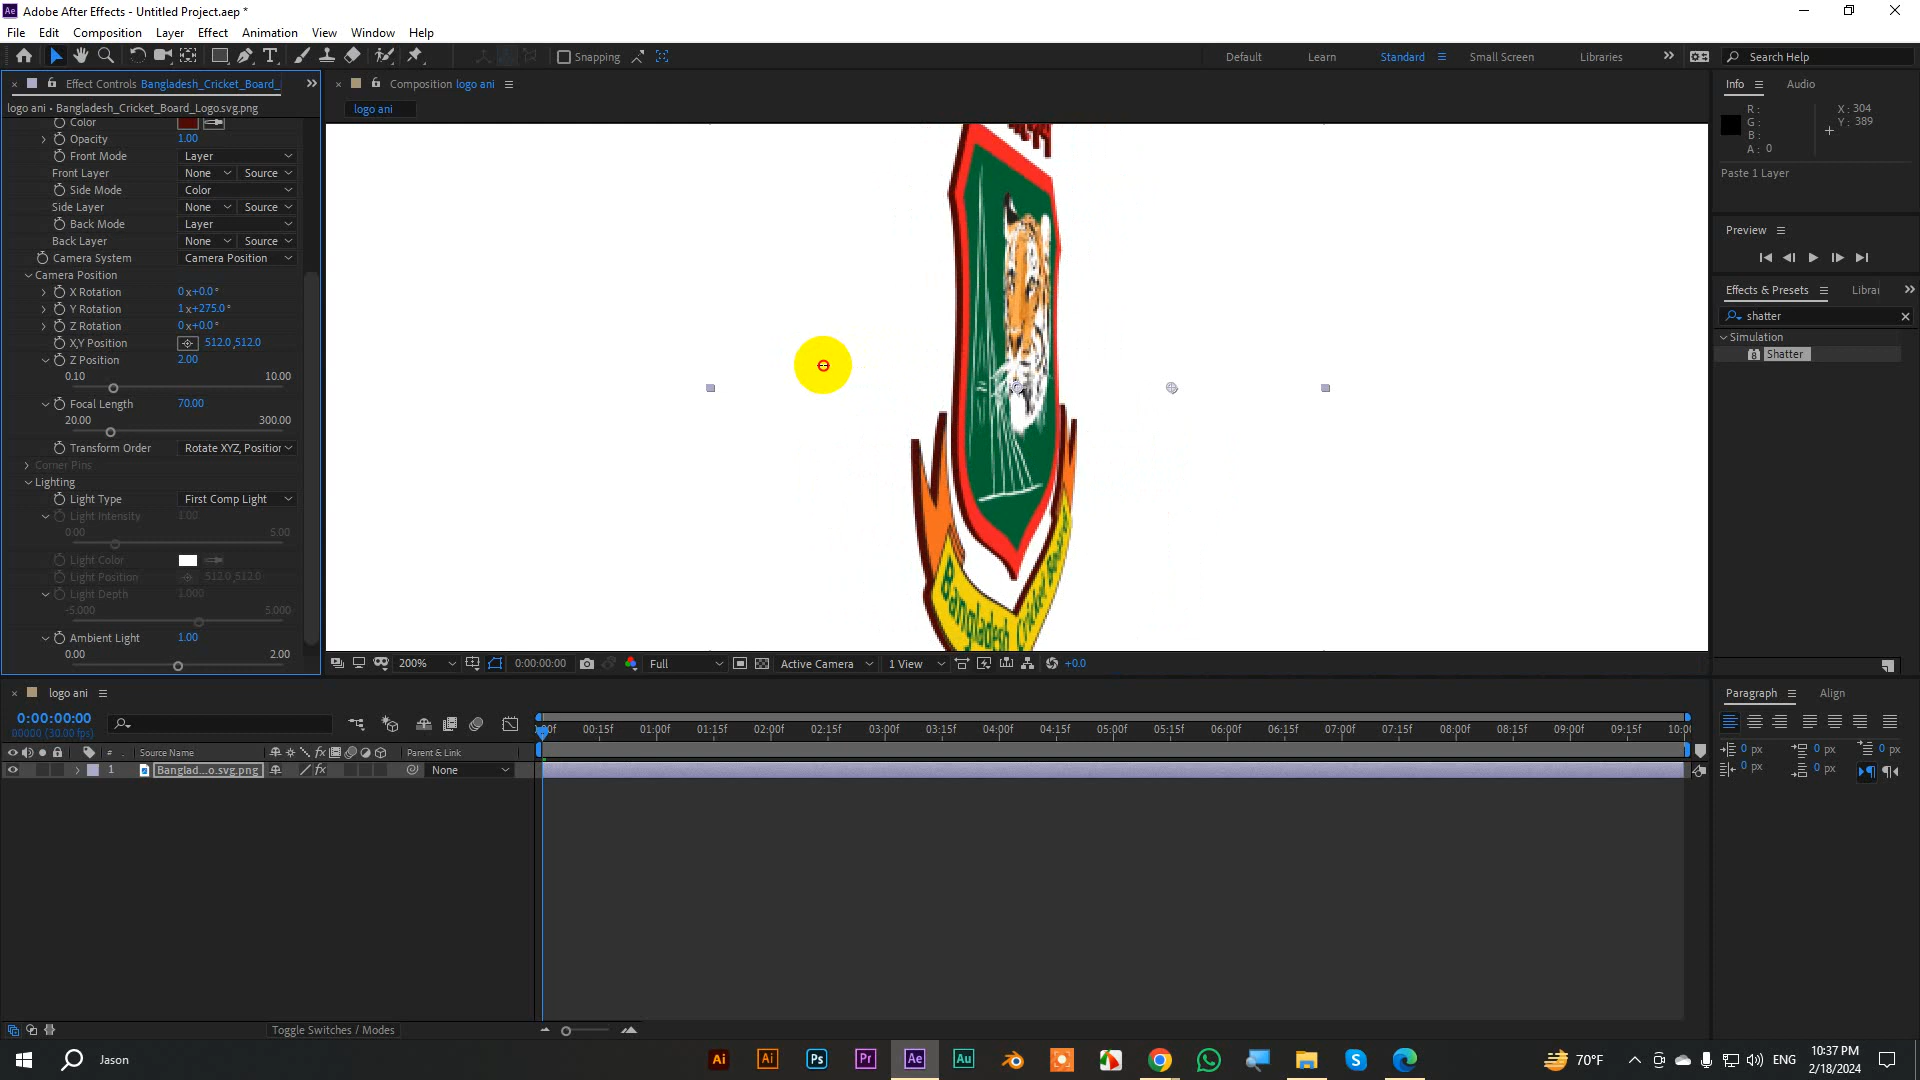 Adobe After Effects - Untitled Project.aep *
File Edit Composition Layer Effect Animation View Window Help
Snapping
Default Learn Standard Small Screen Libraries Search Help
Effect Controls Bangladesh_Cricket_Board_
Composition logo ani
Info Audio
logo ani • Bangladesh_Cricket_Board_Logo.svg.png
logo ani
R :
G :
B :
A : 0
X : 304
Y : 389
Paste 1 Layer
Color
Opacity 1.00
Front Mode Layer
Front Layer None Source
Side Mode Color
Side Layer None Source
Back Mode Layer
Back Layer None Source
Camera System Camera Position
Camera Position
X Rotation 0 x+0.0°
Y Rotation 1 x+275.0°
Z Rotation 0 x+0.0°
X,Y Position 512.0,512.0
Z Position 2.00
0.10 10.00
Focal Length 70.00
20.00 300.00
Transform Order Rotate XYZ, Position
Corner Pins
Lighting
Light Type First Comp Light
Light Intensity 1.00
0.00 5.00
Light Color
Light Position 512.0,512.0
Light Depth 1.000
-5.000 5.000
Ambient Light 1.00
0.00 2.00
Bangladesh Cricket
Preview
Effects & Presets Librar
shatter
Simulation
8 Shatter
200% 0:00:00:00 Full Active Camera 1 View +0.0
logo ani
0:00:00:00
00000 (30.00 fps)
:00f 00:15f 01:00f 01:15f 02:00f 02:15f 03:00f 03:15f 04:00f 04:15f 05:00f 05:15f 06:00f 06:15f 07:00f 07:15f 08:00f 08:15f 09:00f 09:15f 10:0
# Source Name fx Parent & Link
1 Banglad...o.svg.png fx None
Toggle Switches / Modes
Paragraph Align
0 px 0 px 0 px
0 px 0 px
Jason
Ai Ai Ps Pr Ae Au
S
70°F ENG
10:37 PM
2/18/2024